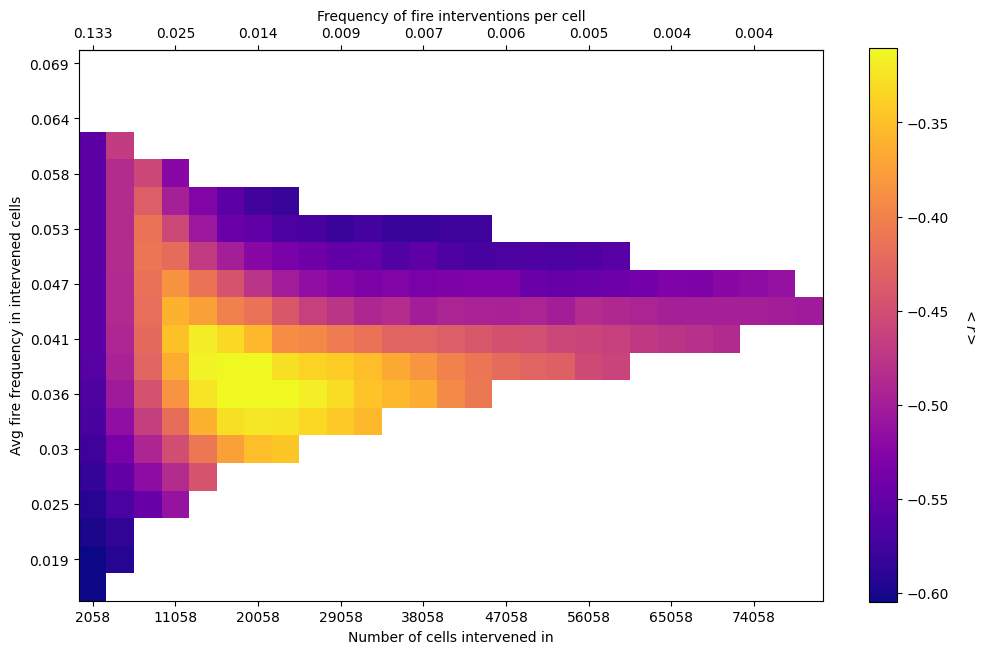 Frequency of fire interventions per cell
0.133 0.025 0.014 0.009 0.007 0.006 0.005 0.004 0.004
0.069
0.064
0.058
0.053
0.047
0.041
0.036
0.03
0.025
0.019
Avg fire frequency in intervened cells
2058 11058 20058 29058 38058 47058 56058 65058 74058
Number of cells intervened in
−0.35
−0.40
−0.45
−0.50
−0.55
−0.60
< r >